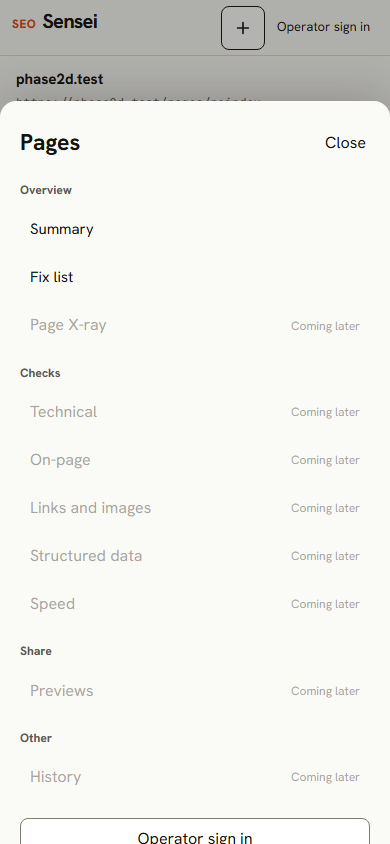 SEO Sensei
+
Operator sign in
phase2d.test
Pages
Close
Overview
Summary
Fix list
Page X-ray
Coming later
Checks
Technical
Coming later
On-page
Coming later
Links and images
Coming later
Structured data
Coming later
Speed
Coming later
Share
Previews
Coming later
Other
History
Coming later
Operator sign in